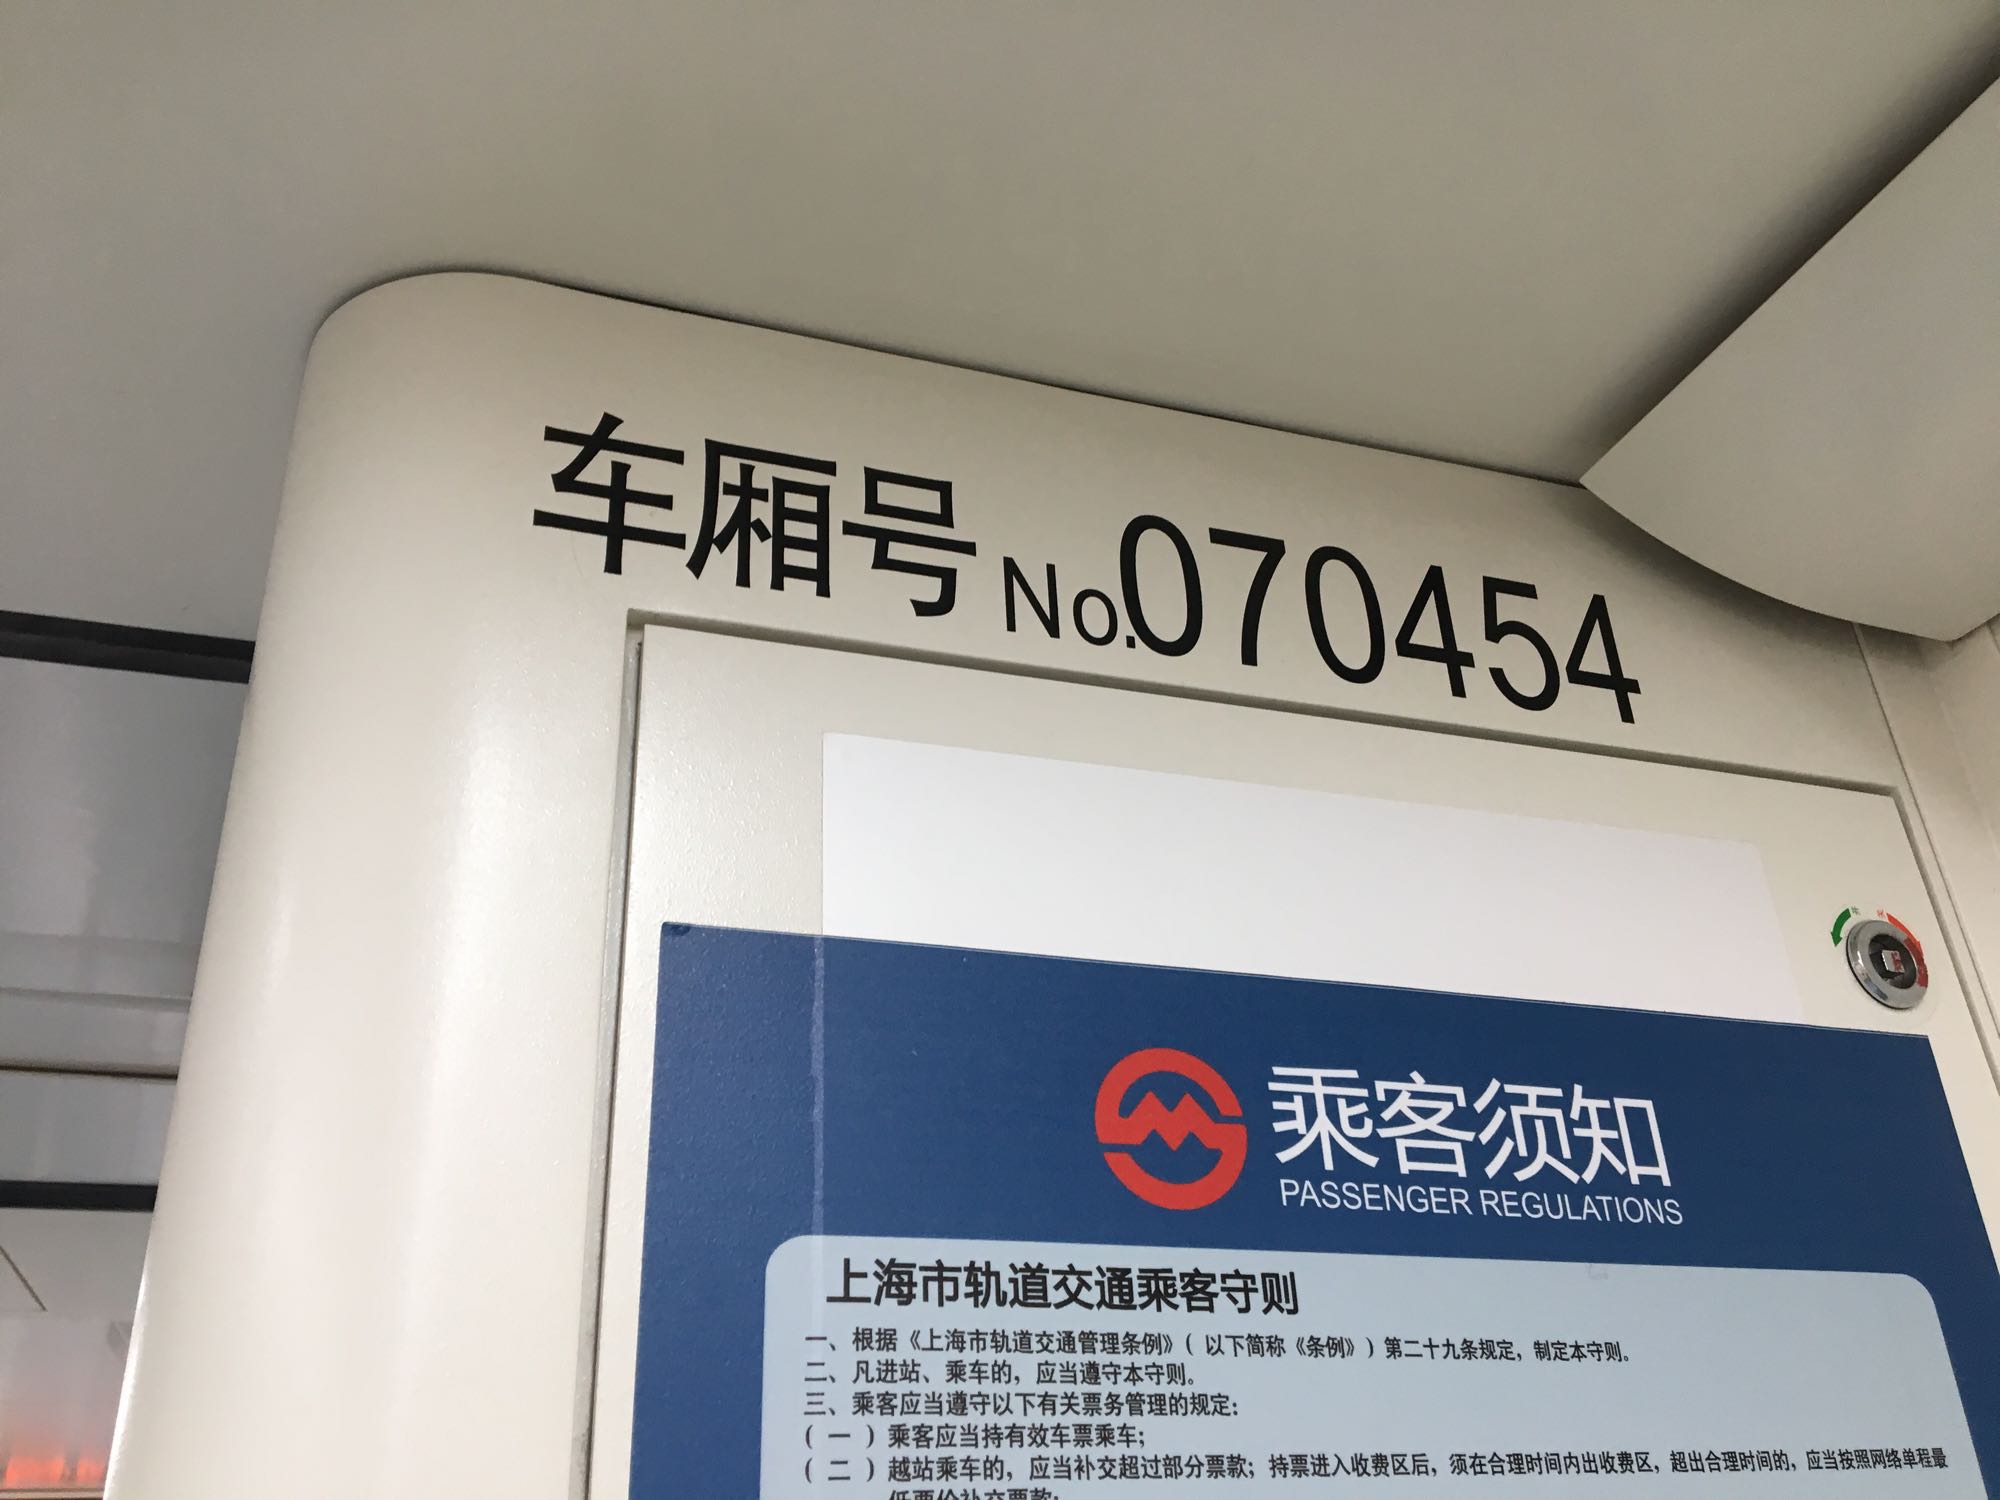 车厢号 No.070454
乘客须知
PASSENGER REGULATIONS
上海市轨道交通乘客守则
一、根据《上海市轨道交通管理条例》(以下简称《条例》)第二十九条规定，制定本守则。
二、凡进站、乘车的，应当遵守本守则。
三、乘客应当遵守以下有关票务管理的规定：
(一)乘客应当持有效车票乘车；
(二)越站乘车的，应当补交超过部分票款；持票进入收费区后，须在合理时间内出收费区，超出合理时间的，应当按照网络单程最
低票价补交票款；